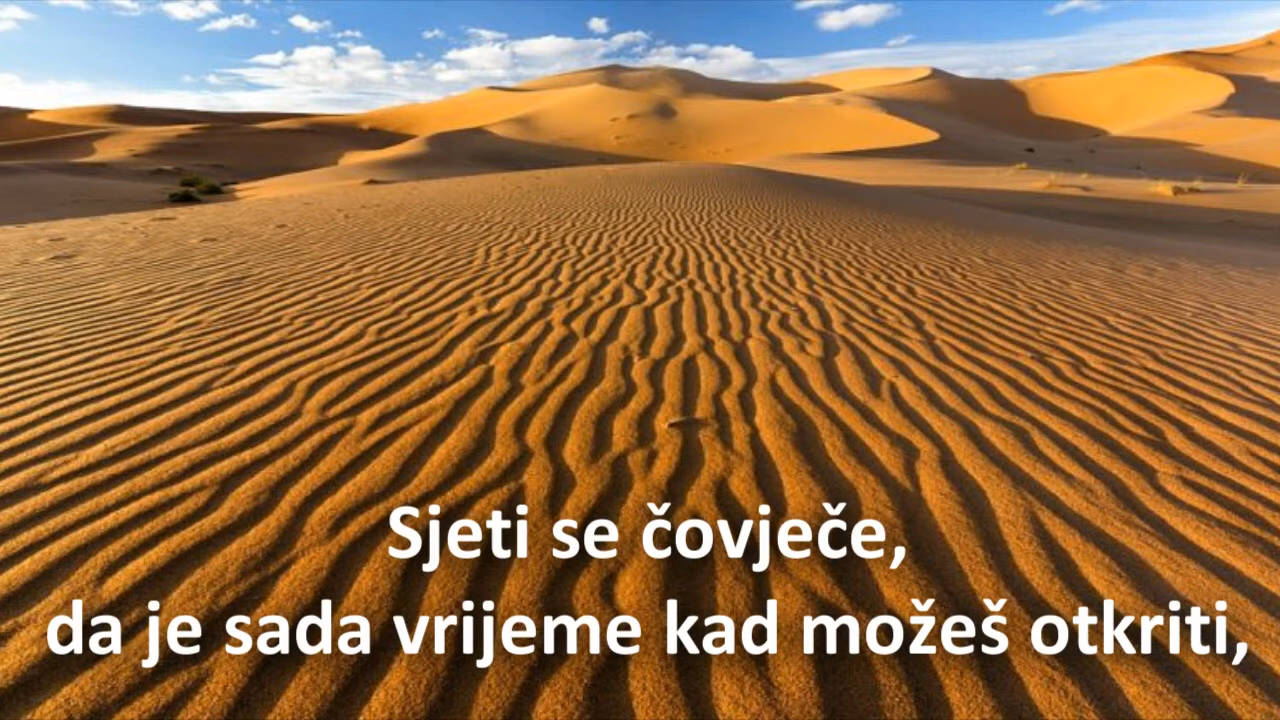 Sjeti se čovječe,
da je sada vrijeme kad možeš otkriti,